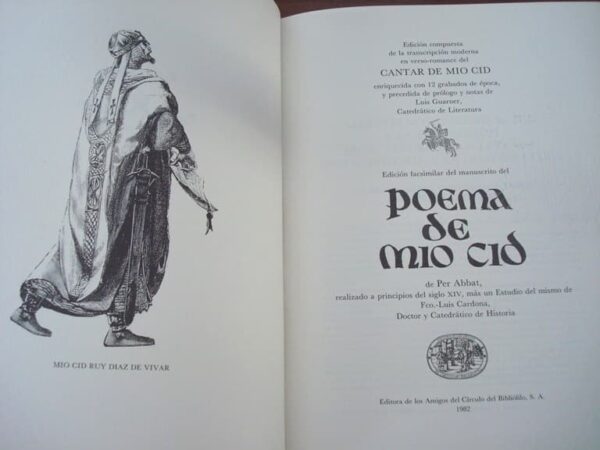 MIO CID RUY DIAZ DE VIVAR
Edición compuesta
de la transcripción moderna
en verso-romance del
CANTAR DE MIO CID
enriquecida con 12 grabados de época,
y precedida de prólogo y notas de
Luis Guarner,
Catedrático de Literatura
Edición facsimilar del manuscrito del
POEMA
DE
MIO CID
de Per Abbat,
realizado a principios del siglo XIV, más un Estudio del mismo de
Fco.-Luis Cardona,
Doctor y Catedrático de Historia
Editora de los Amigos del Círculo del Bibliófilo, S. A.
1982